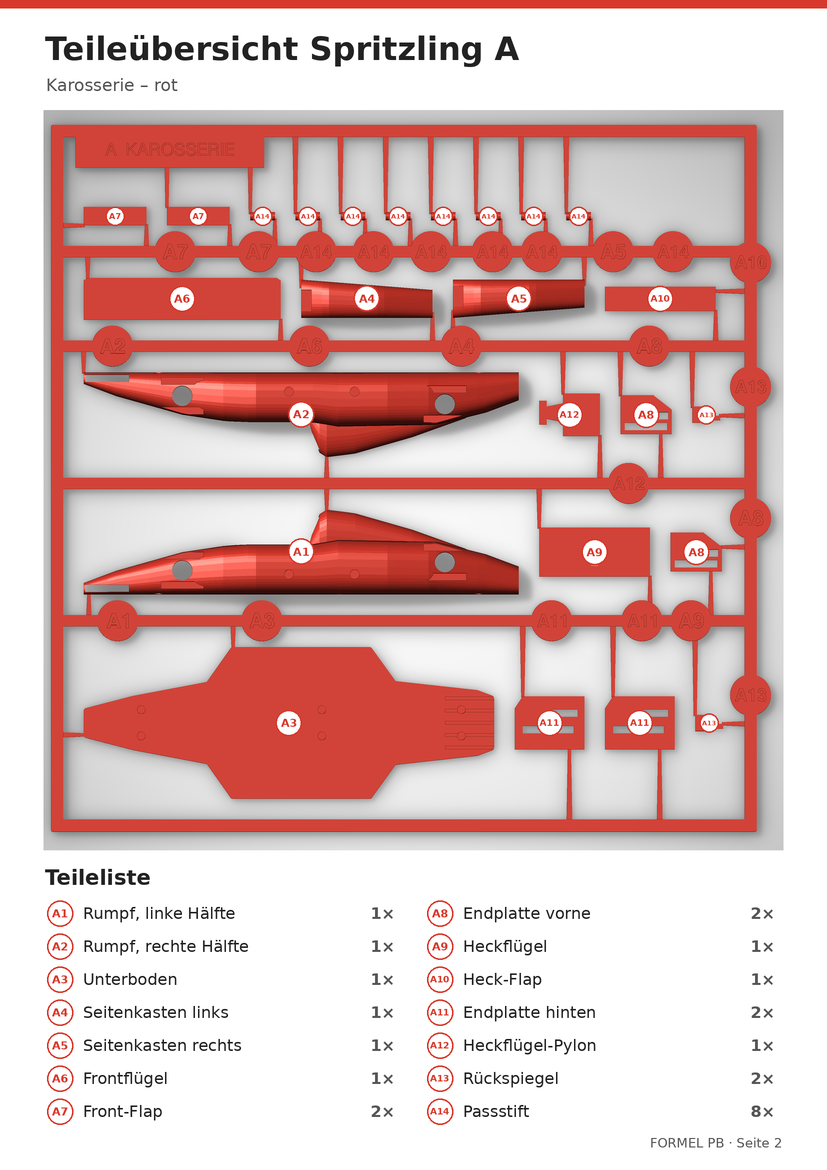 Teileübersicht Spritzling A
Karosserie – rot
A KAROSSERIE
A7 A7 A14 A14 A14 A14 A14 A14 A14 A14
A7 A7 A14 A14 A14 A14 A14 A5 A14 A10
A6 A4 A5 A10
A2 A6 A4 A8
A13
A2 A12 A8 A13
A12
A8
A1 A9 A8
A1 A3 A11 A11 A9
A13
A3 A11 A11 A13
Teileliste
A1 Rumpf, linke Hälfte 1×
A2 Rumpf, rechte Hälfte 1×
A3 Unterboden 1×
A4 Seitenkasten links 1×
A5 Seitenkasten rechts 1×
A6 Frontflügel 1×
A7 Front-Flap 2×
A8 Endplatte vorne 2×
A9 Heckflügel 1×
A10 Heck-Flap 1×
A11 Endplatte hinten 2×
A12 Heckflügel-Pylon 1×
A13 Rückspiegel 2×
A14 Passstift 8×
FORMEL PB · Seite 2